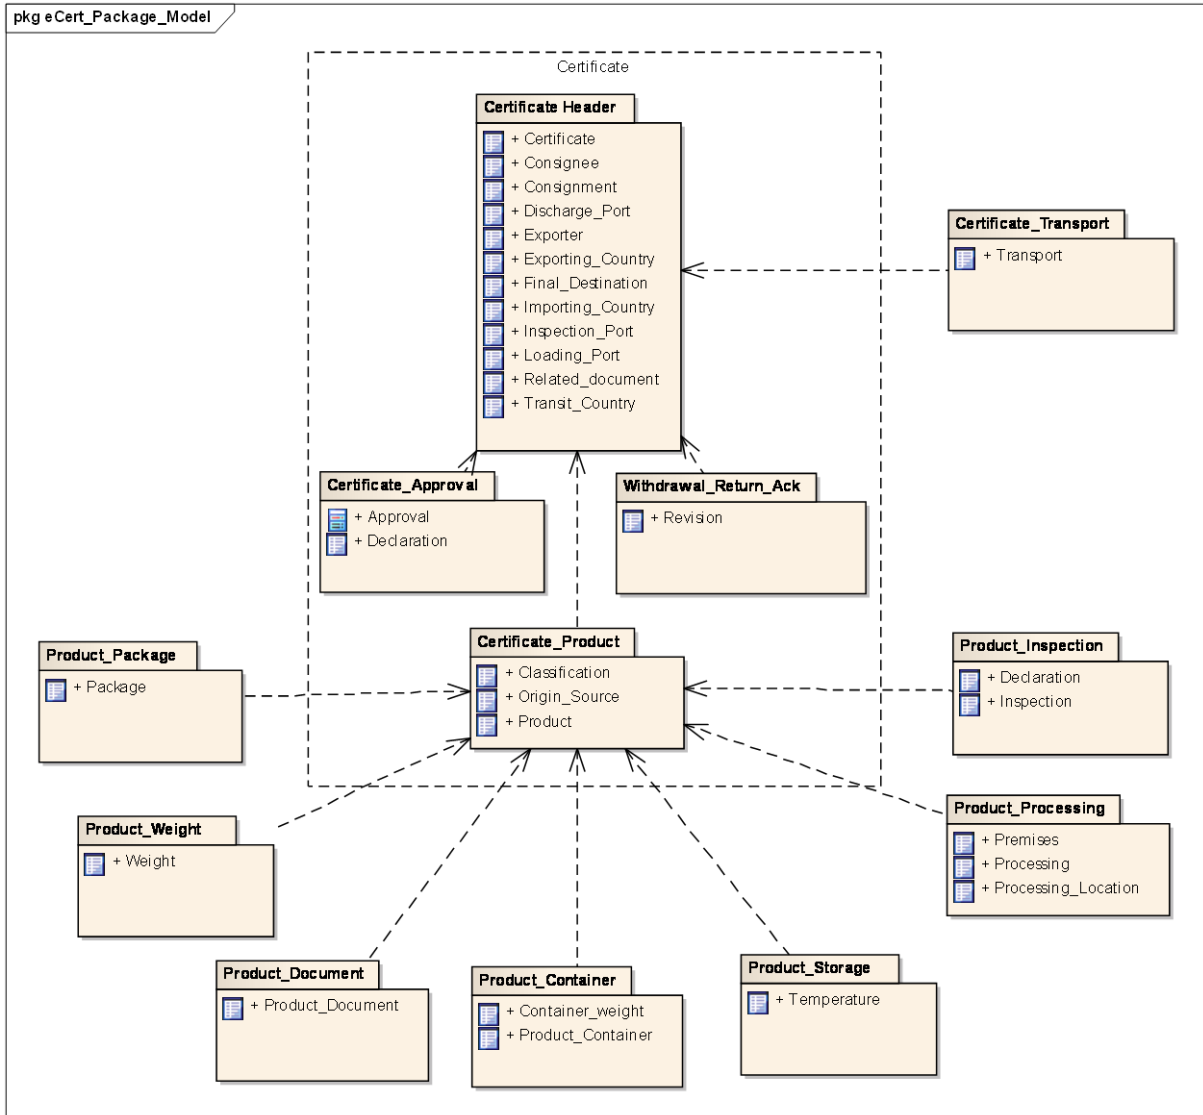 pkg eCert_Package_Model
Certificate
Certificate Header
+ Certificate
+ Consignee
+ Consignment
+ Discharge_Port
+ Exporter
+ Exporting_Country
+ Final_Destination
+ Importing_Country
+ Inspection_Port
+ Loading_Port
+ Related_document
+ Transit_Country
Certificate_Transport
+ Transport
Certificate_Approval
+ Approval
+ Declaration
Withdrawal_Return_Ack
+ Revision
Certificate_Product
+ Classification
+ Origin_Source
+ Product
Product_Package
+ Package
Product_Inspection
+ Declaration
+ Inspection
Product_Weight
+ Weight
Product_Processing
+ Premises
+ Processing
+ Processing_Location
Product_Document
+ Product_Document
Product_Container
+ Container_weight
+ Product_Container
Product_Storage
+ Temperature